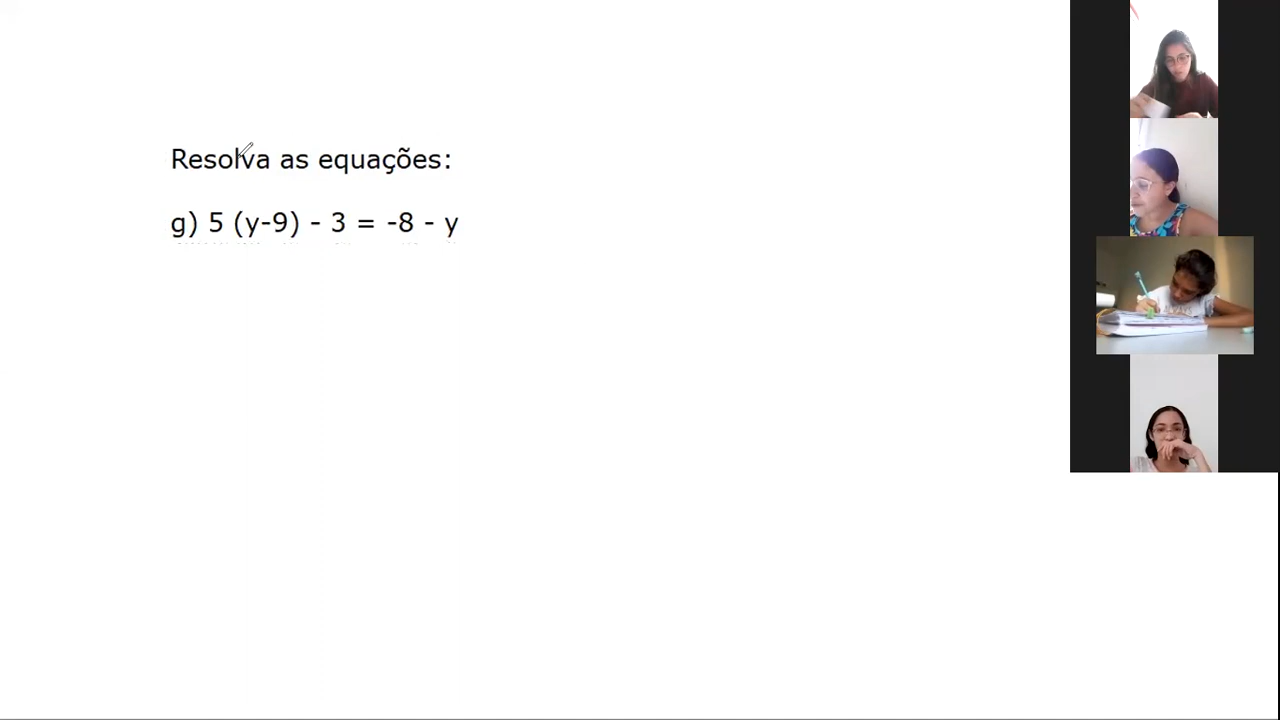 Resolva as equações:
g) 5 (y-9) - 3 = -8 - y